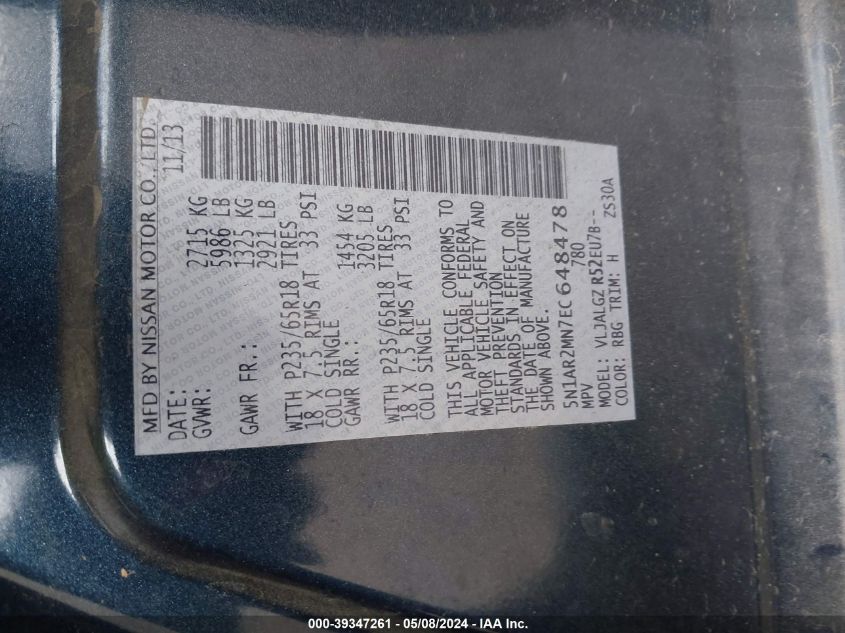 MFD BY NISSAN MOTOR CO., LTD.
DATE: 11/13
GVWR: 2715 KG
5986 LB
GAWR FR.: 1325 KG
2921 LB
WITH P235/65R18 TIRES
18 X 7.5 RIMS AT 33 PSI
COLD SINGLE
GAWR RR.: 1454 KG
3205 LB
WITH P235/65R18 TIRES
18 X 7.5 RIMS AT 33 PSI
COLD SINGLE
THIS VEHICLE CONFORMS TO
ALL APPLICABLE FEDERAL
MOTOR VEHICLE SAFETY AND
THEFT PREVENTION
STANDARDS IN EFFECT ON
THE DATE OF MANUFACTURE
SHOWN ABOVE.
5N1AR2MN7EC648478
MPV 780
MODEL: VLJALGZ R52EU7B--
COLOR: RBG TRIM: H ZS30A
000-39347261 - 05/08/2024 - IAA Inc.